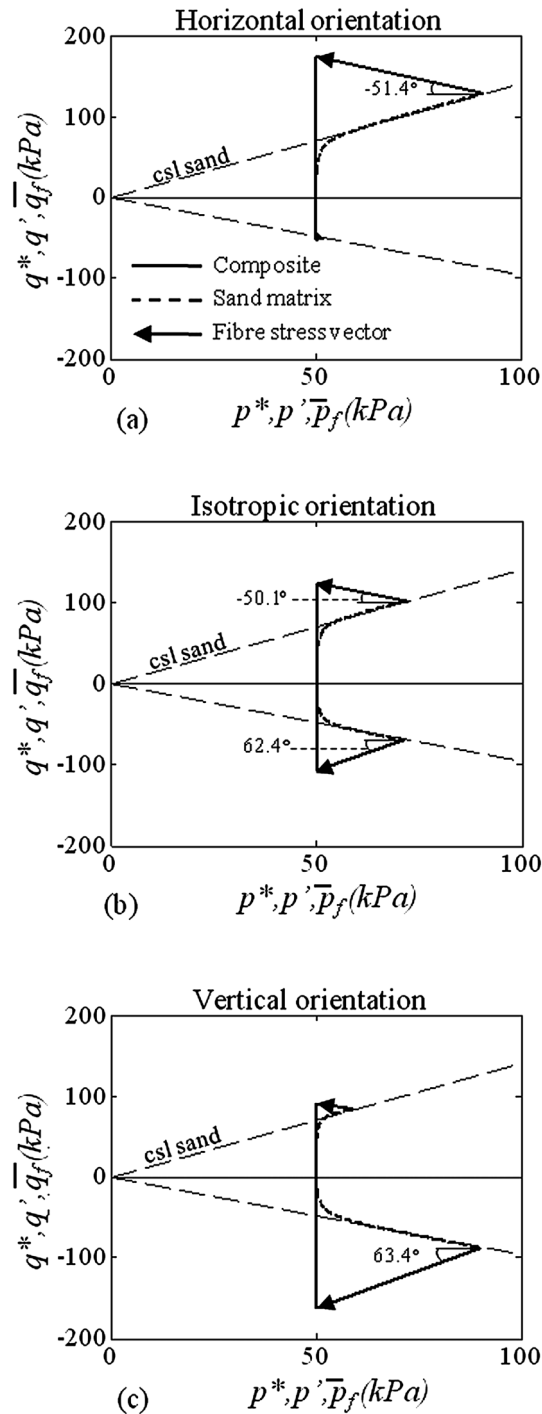 Horizontal orientation
200
100
0
-100
-200
q*,q',q̅f(kPa)
-51.4°
csl sand
Composite
Sand matrix
Fibre stress vector
0
50
100
(a)
p*,p',p̅f(kPa)
Isotropic orientation
200
100
0
-100
-200
q*,q',q̅f(kPa)
-50.1°
csl sand
62.4°
0
50
100
(b)
p*,p',p̅f(kPa)
Vertical orientation
200
100
0
-100
-200
q*,q',q̅f(kPa)
csl sand
63.4°
0
50
100
(c)
p*,p',p̅f(kPa)